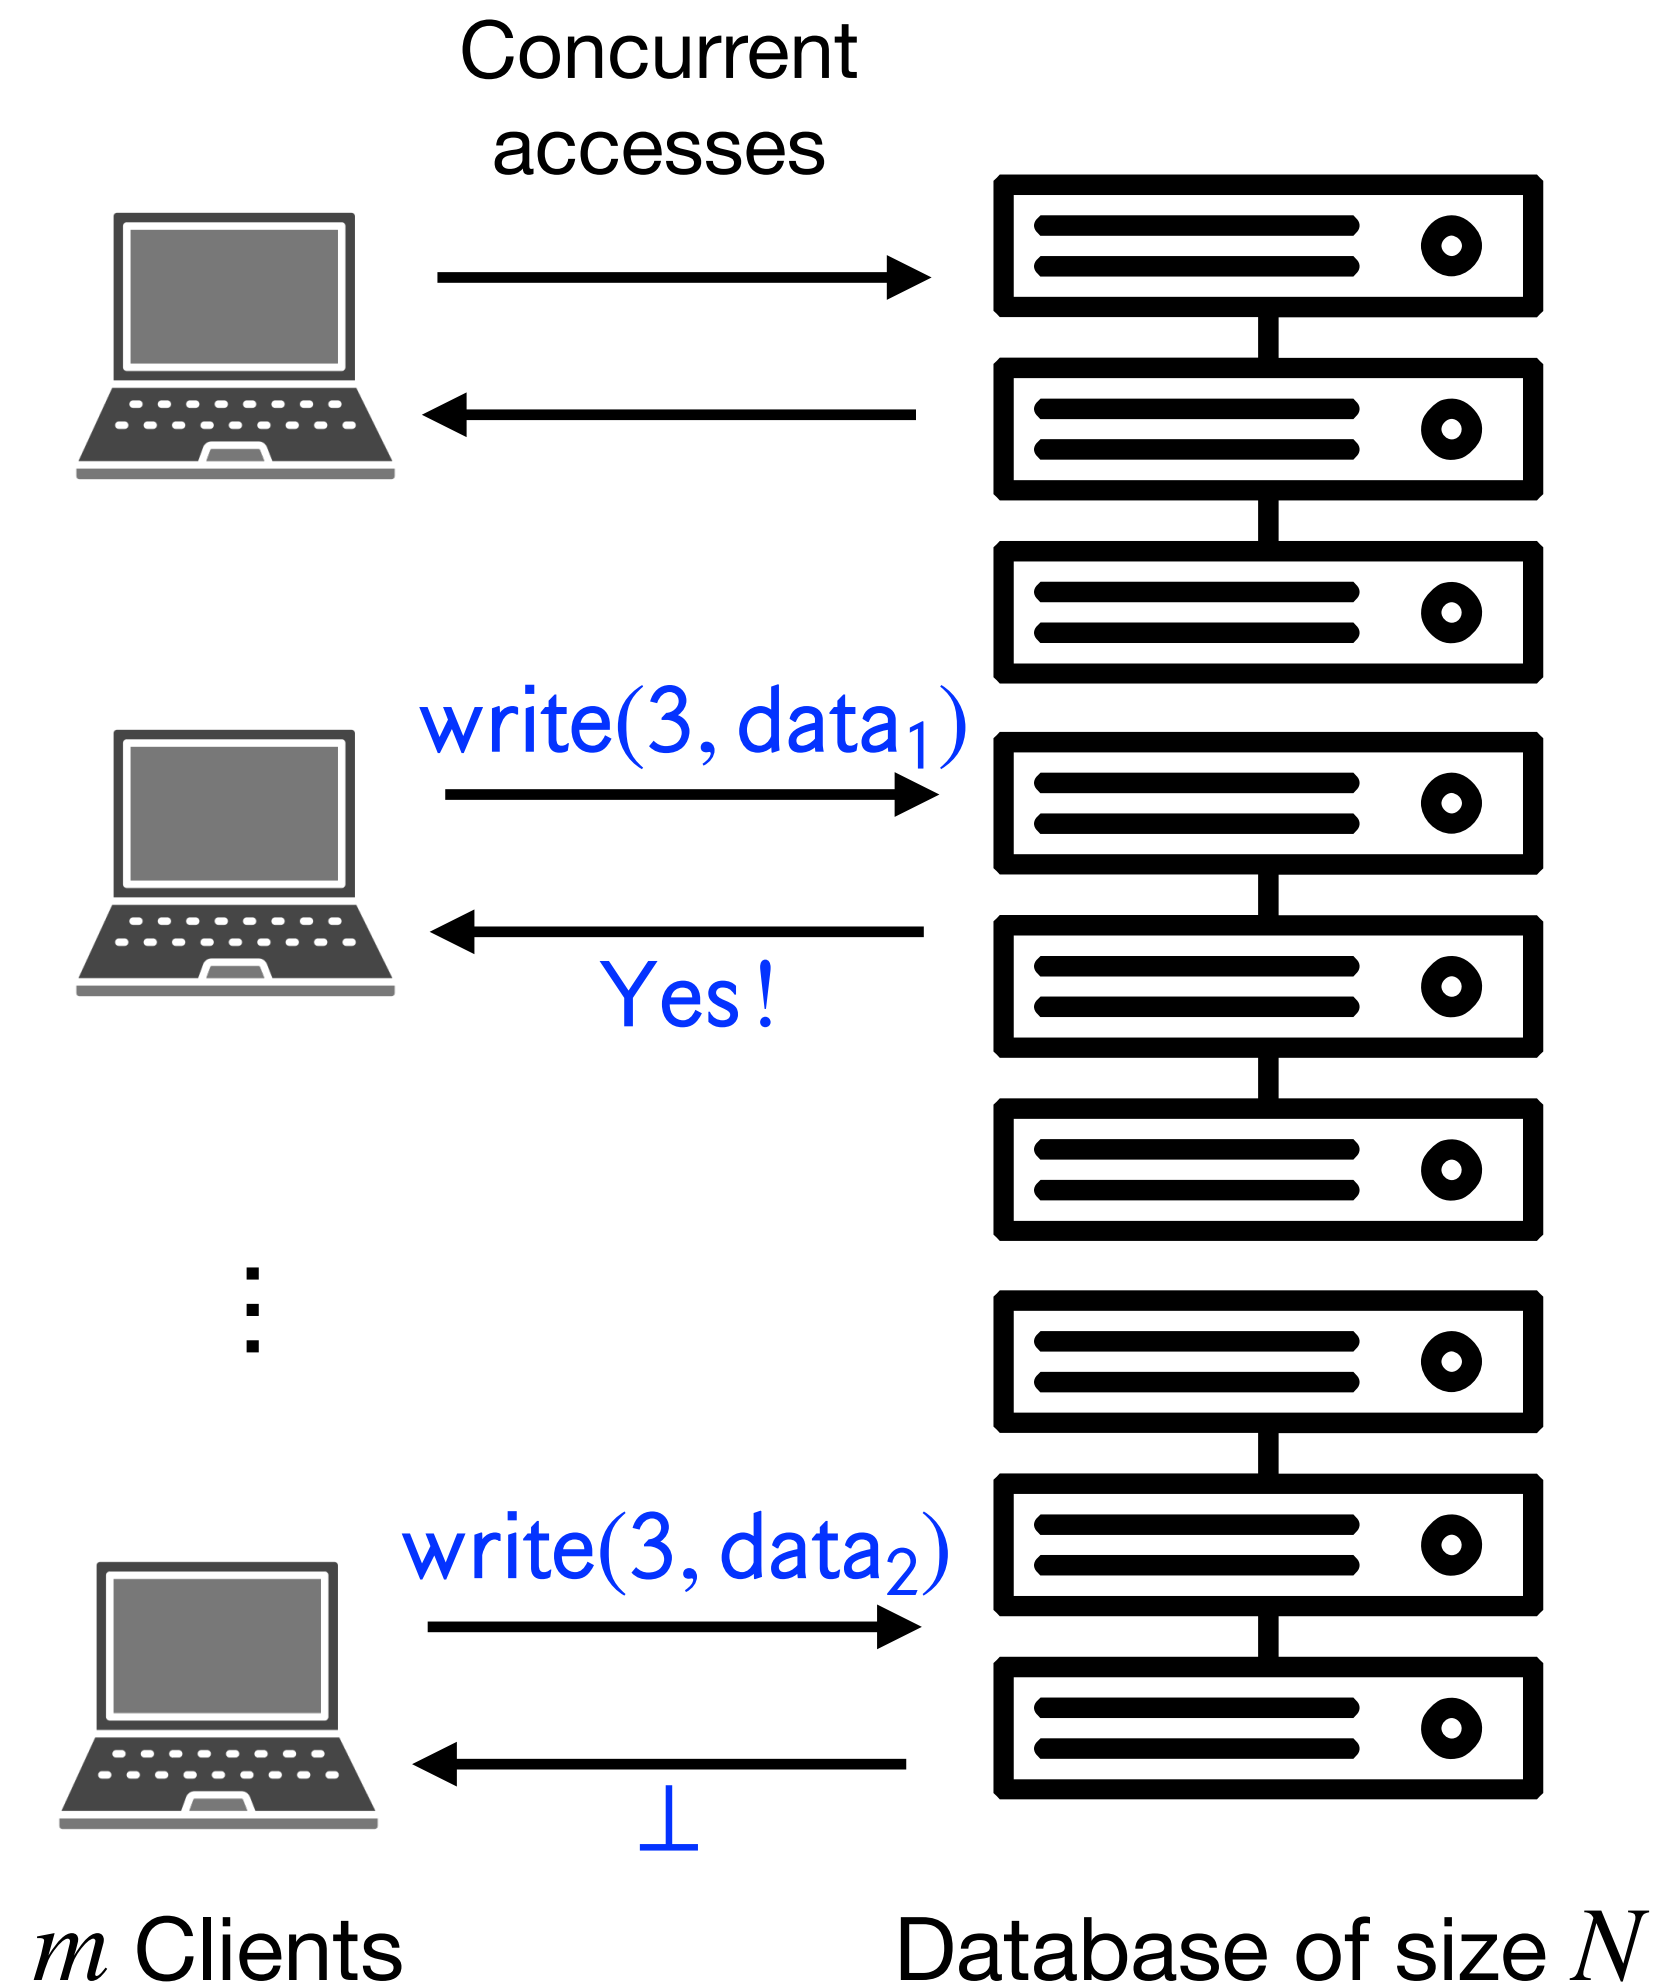 Concurrent
accesses
write(3, data₁)
Yes!
⋮
write(3, data₂)
⊥
m Clients
Database of size N